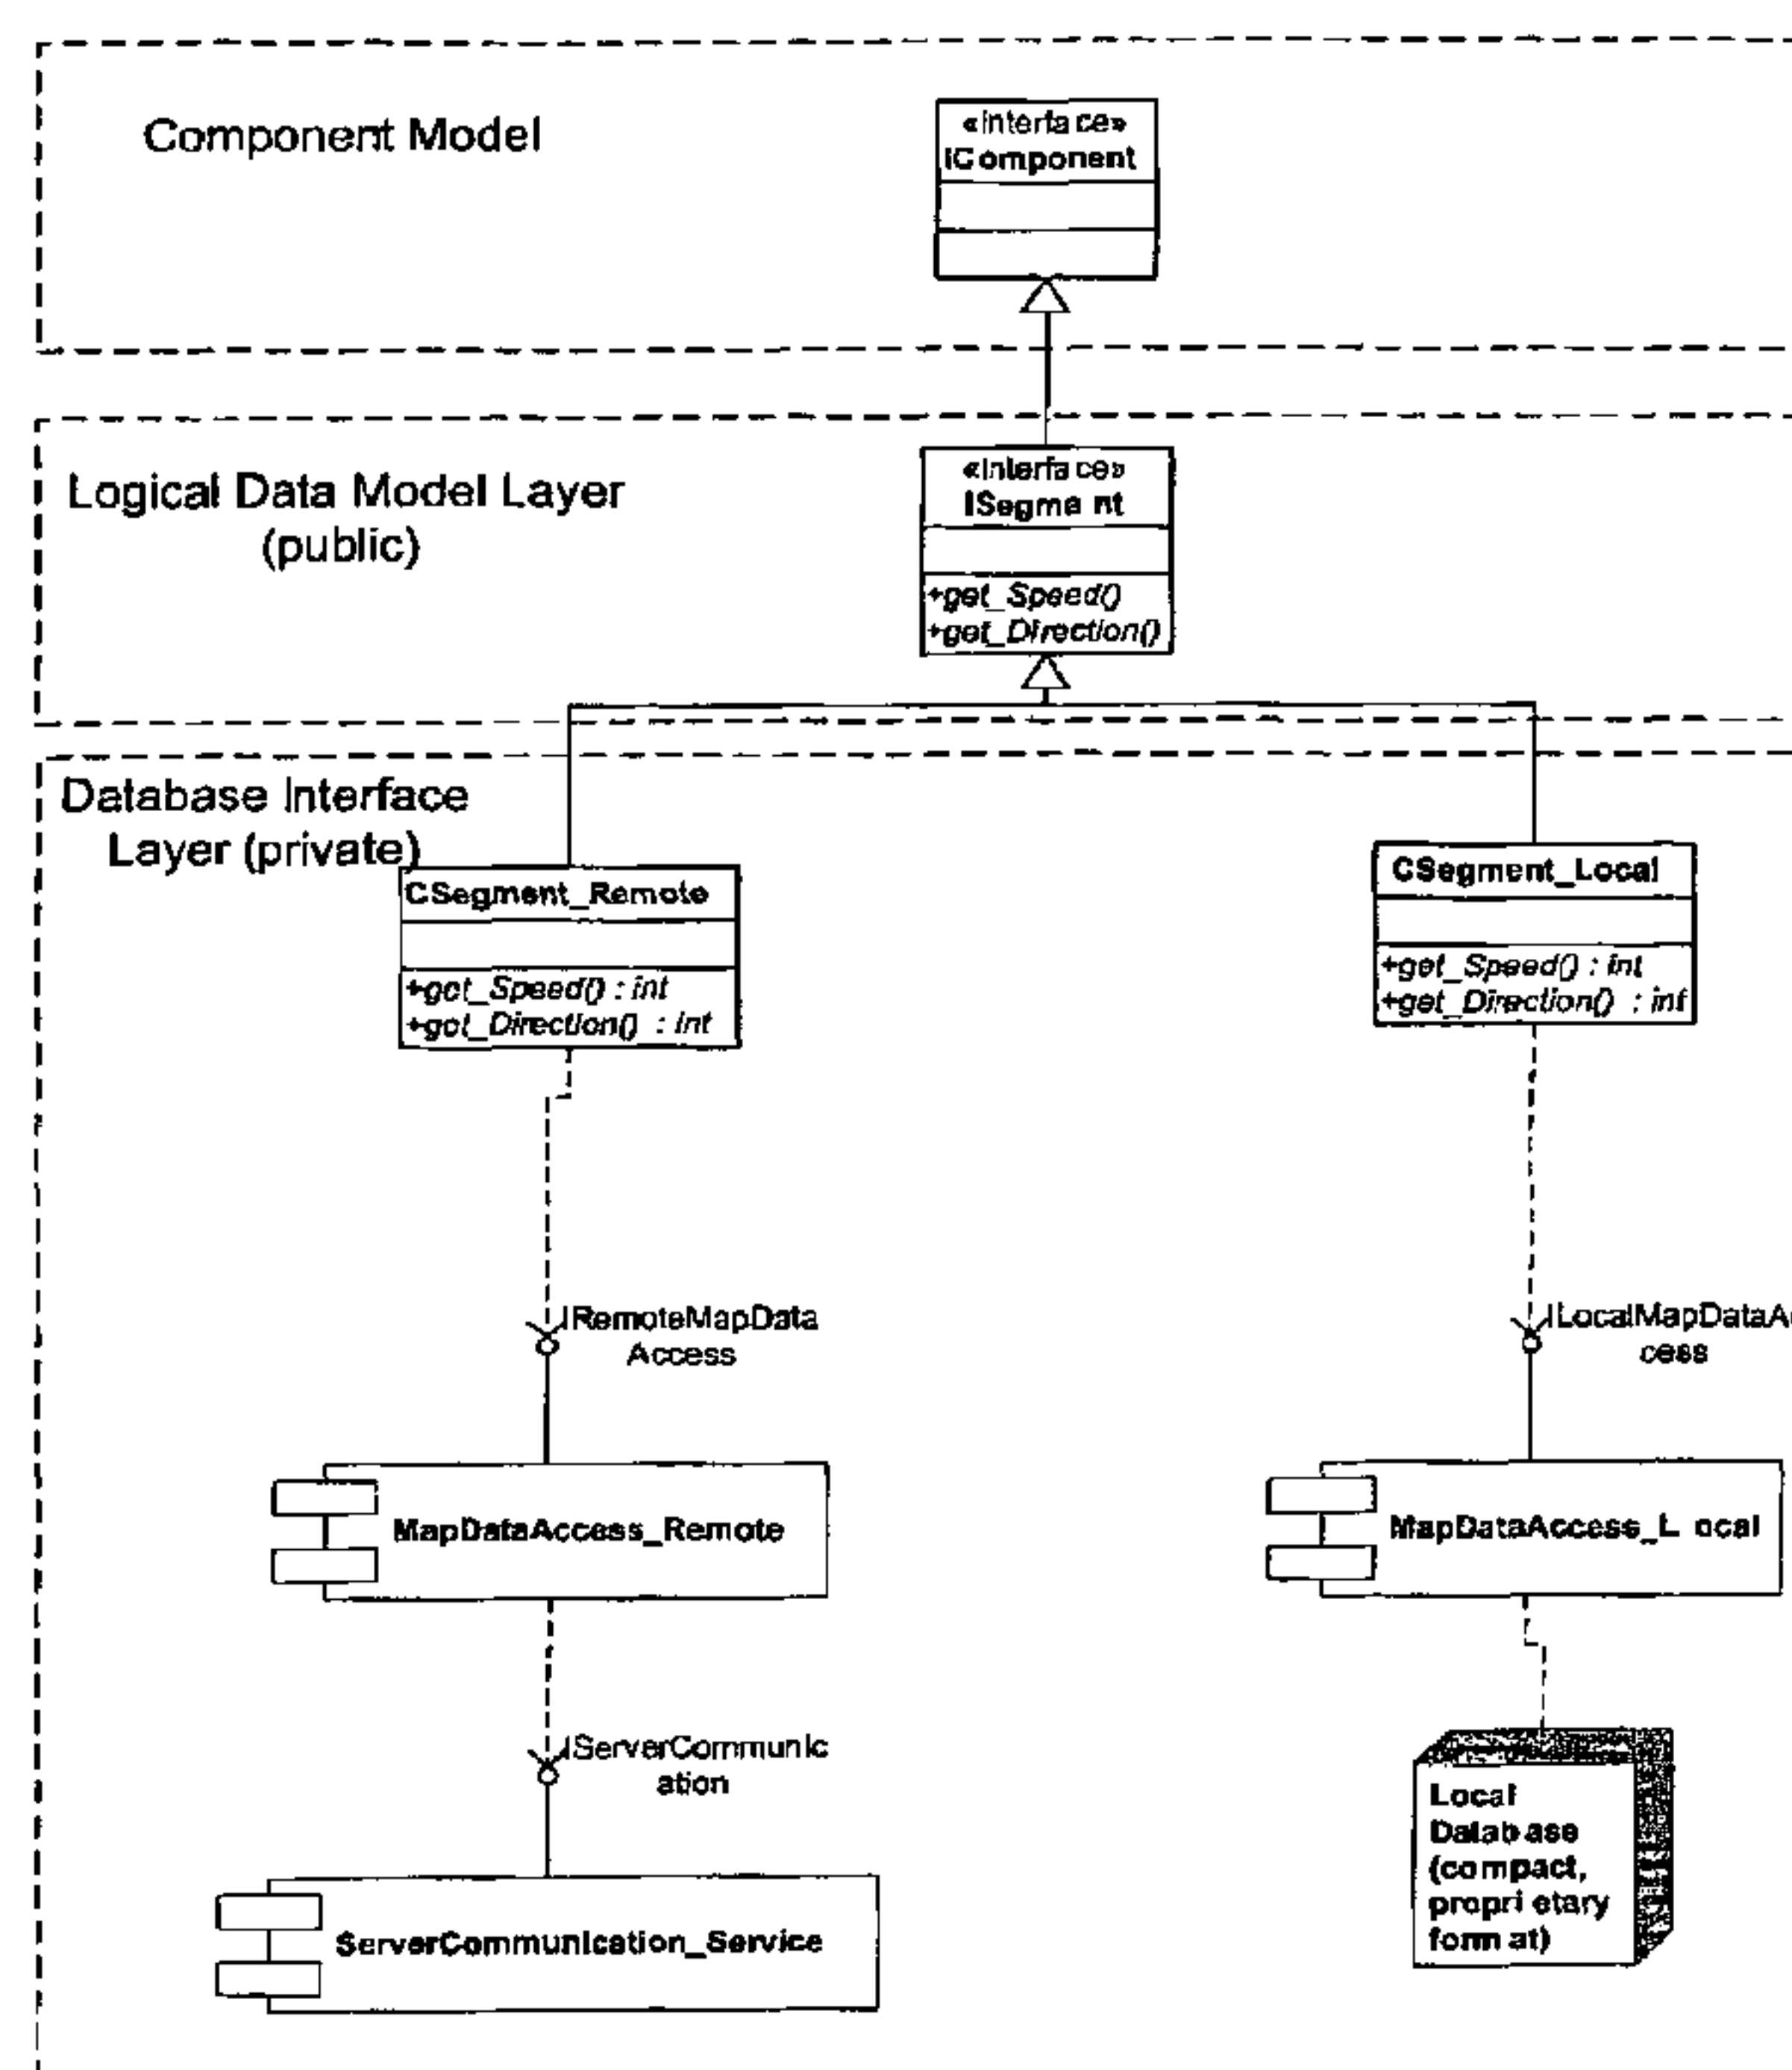 Component Model
«interface»
IComponent
Logical Data Model Layer
(public)
«interface»
ISegment
+get_Speed()
+get_Direction()
Database Interface
Layer (private)
CSegment_Remote
+get_Speed() : int
+get_Direction() : int
CSegment_Local
+get_Speed() : int
+get_Direction() : int
IRemoteMapData
Access
ILocalMapDataAc
cess
MapDataAccess_Remote
MapDataAccess_Local
IServerCommunic
ation
ServerCommunication_Service
Local
Database
(compact,
proprietary
format)